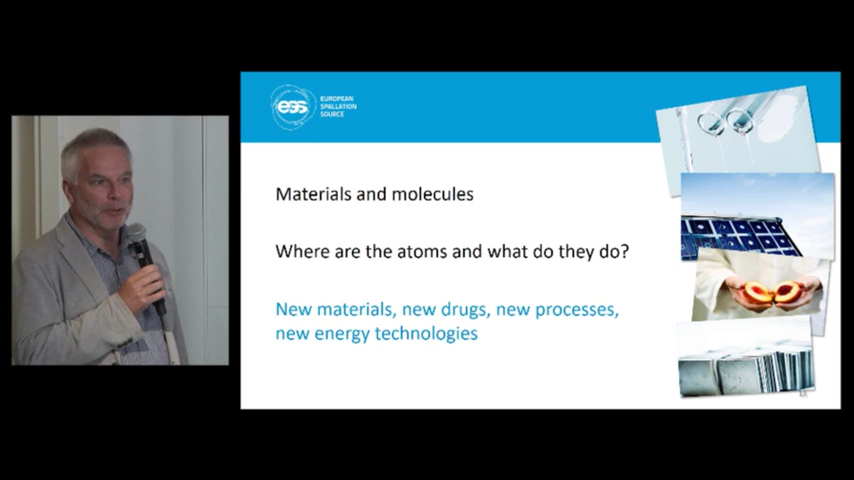 ess
EUROPEAN
SPALLATION
SOURCE
Materials and molecules
Where are the atoms and what do they do?
New materials, new drugs, new processes,
new energy technologies